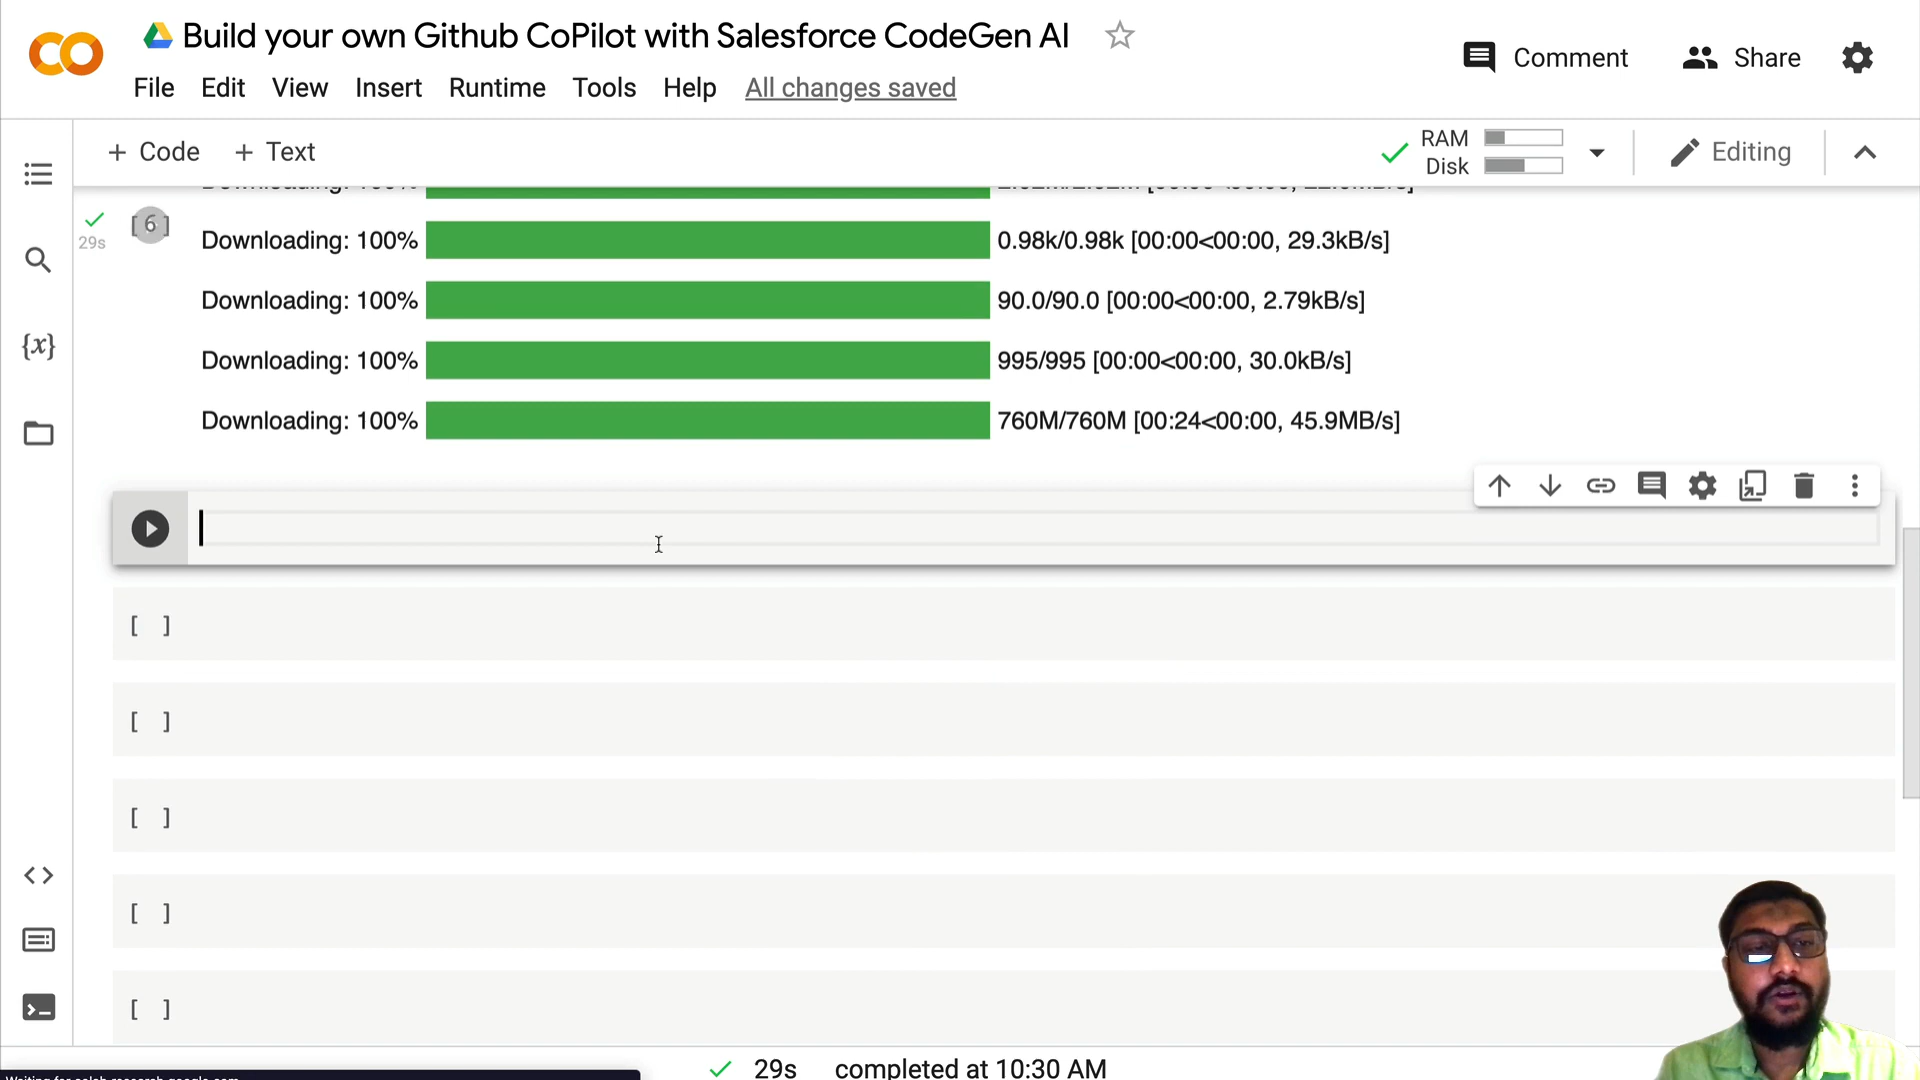 Build your own Github CoPilot with Salesforce CodeGen AI
Comment
Share
File Edit View Insert Runtime Tools Help All changes saved
+ Code + Text
RAM
Disk
Editing
29s
[6]
Downloading: 100% 0.98k/0.98k [00:00<00:00, 29.3kB/s]
Downloading: 100% 90.0/90.0 [00:00<00:00, 2.79kB/s]
Downloading: 100% 995/995 [00:00<00:00, 30.0kB/s]
Downloading: 100% 760M/760M [00:24<00:00, 45.9MB/s]
{x}
[ ]
[ ]
[ ]
[ ]
[ ]
29s completed at 10:30 AM